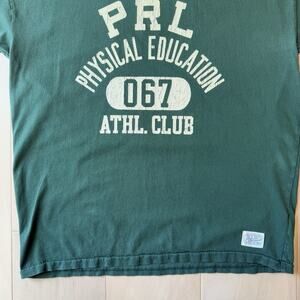 PRL
PHYSICAL EDUCATION
067
ATHL. CLUB